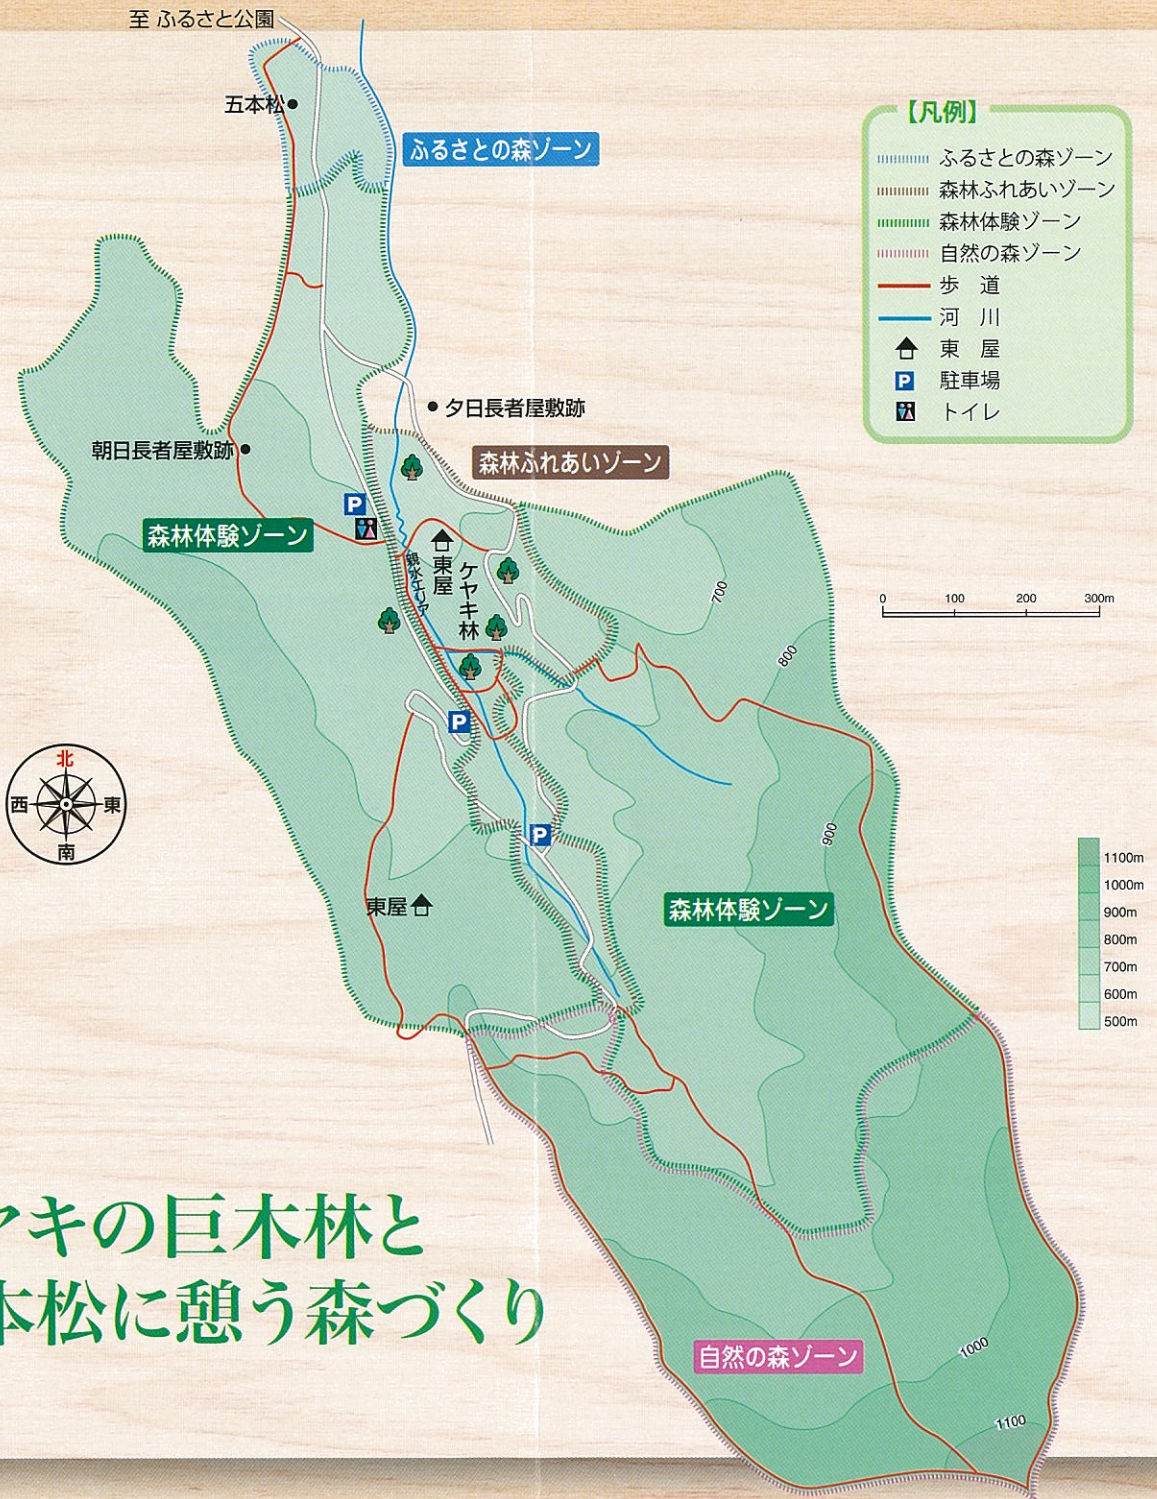 至 ふるさと公園
五本松
ふるさとの森ゾーン
【凡例】
ふるさとの森ゾーン
森林ふれあいゾーン
森林体験ゾーン
自然の森ゾーン
歩 道
河 川
東 屋
P 駐車場
トイレ
夕日長者屋敷跡
朝日長者屋敷跡
森林ふれあいゾーン
P
森林体験ゾーン
東屋
ケヤキ林
親水エリア
700
0 100 200 300m
800
P
北
西 東
南
900
P
1100m
1000m
900m
800m
700m
600m
500m
東屋
森林体験ゾーン
ヤキの巨木林と
本松に憩う森づくり
自然の森ゾーン
1000
1100